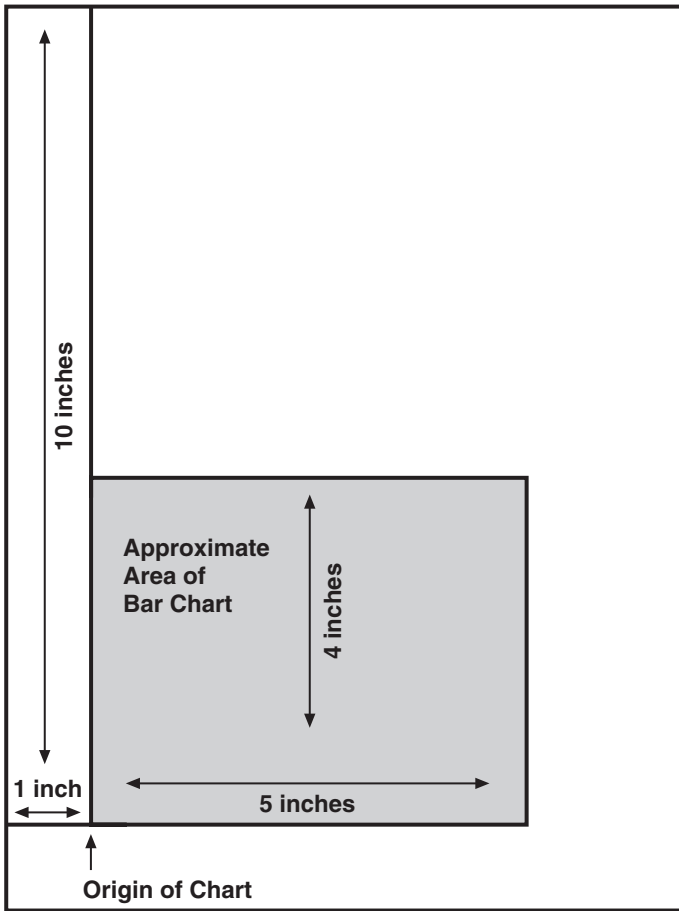 10 inches
Approximate
Area of
Bar Chart
4 inches
1 inch
5 inches
Origin of Chart